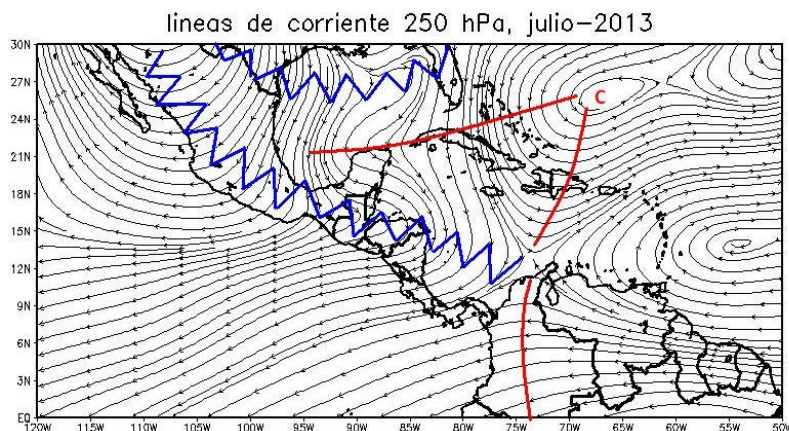 lineas de corriente 250 hPa, julio-2013
30N
27N
24N
21N
18N
15N
12N
9N
6N
3N
EQ
C
120W 115W 110W 105W 100W 95W 90W 85W 80W 75W 70W 65W 60W 55W 50W